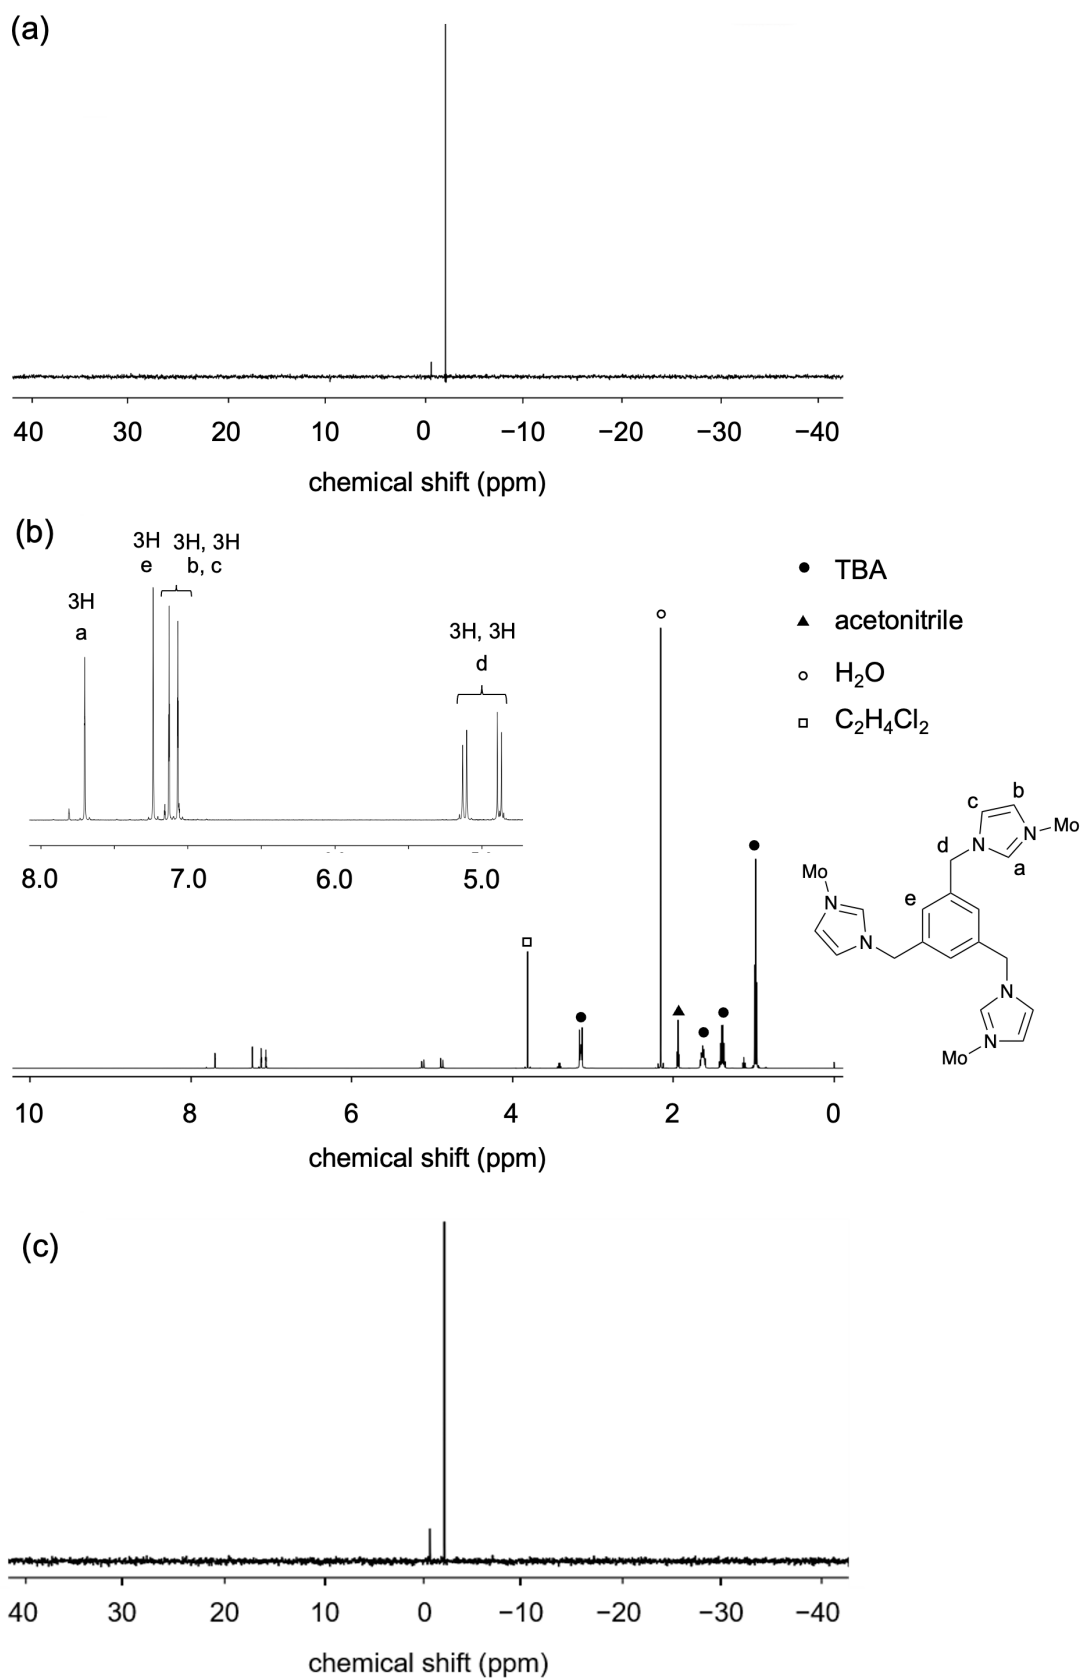 (a)
40 30 20 10 0 −10 −20 −30 −40
chemical shift (ppm)
(b)
3H 3H, 3H
e b, c
3H
a
3H, 3H
d
8.0 7.0 6.0 5.0
TBA
acetonitrile
H₂O
C₂H₄Cl₂
b
c
N N Mo
d a
Mo
N e
N
N
N
Mo
10 8 6 4 2 0
chemical shift (ppm)
(c)
40 30 20 10 0 −10 −20 −30 −40
chemical shift (ppm)